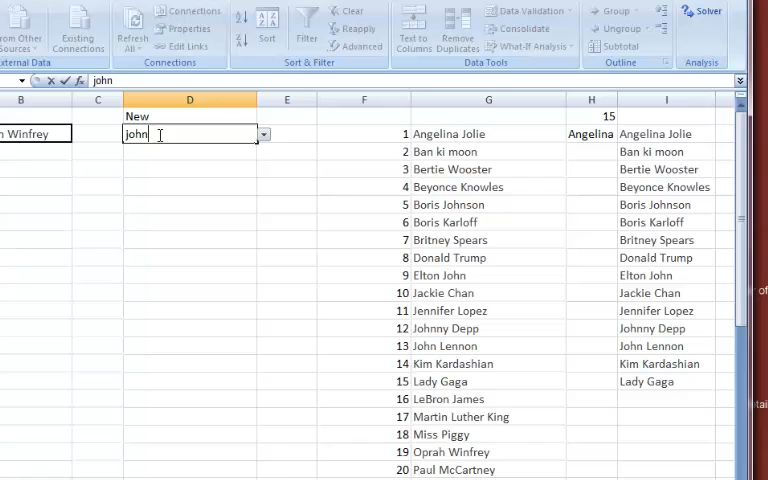 From Other Sources
Existing Connections
Refresh All
Connections
Properties
Edit Links
Connections
Sort
Filter
Clear
Reapply
Advanced
Sort & Filter
Text to Columns
Remove Duplicates
Data Validation
Consolidate
What-If Analysis
Data Tools
Group
Ungroup
Subtotal
Outline
Solver
Analysis
john
B C D E F G H I
New 15
Winfrey john 1 Angelina Jolie Angelina Angelina Jolie
2 Ban ki moon Ban ki moon
3 Bertie Wooster Bertie Wooster
4 Beyonce Knowles Beyonce Knowles
5 Boris Johnson Boris Johnson
6 Boris Karloff Boris Karloff
7 Britney Spears Britney Spears
8 Donald Trump Donald Trump
9 Elton John Elton John
10 Jackie Chan Jackie Chan
11 Jennifer Lopez Jennifer Lopez
12 Johnny Depp Johnny Depp
13 John Lennon John Lennon
14 Kim Kardashian Kim Kardashian
15 Lady Gaga Lady Gaga
16 LeBron James
17 Martin Luther King
18 Miss Piggy
19 Oprah Winfrey
20 Paul McCartney